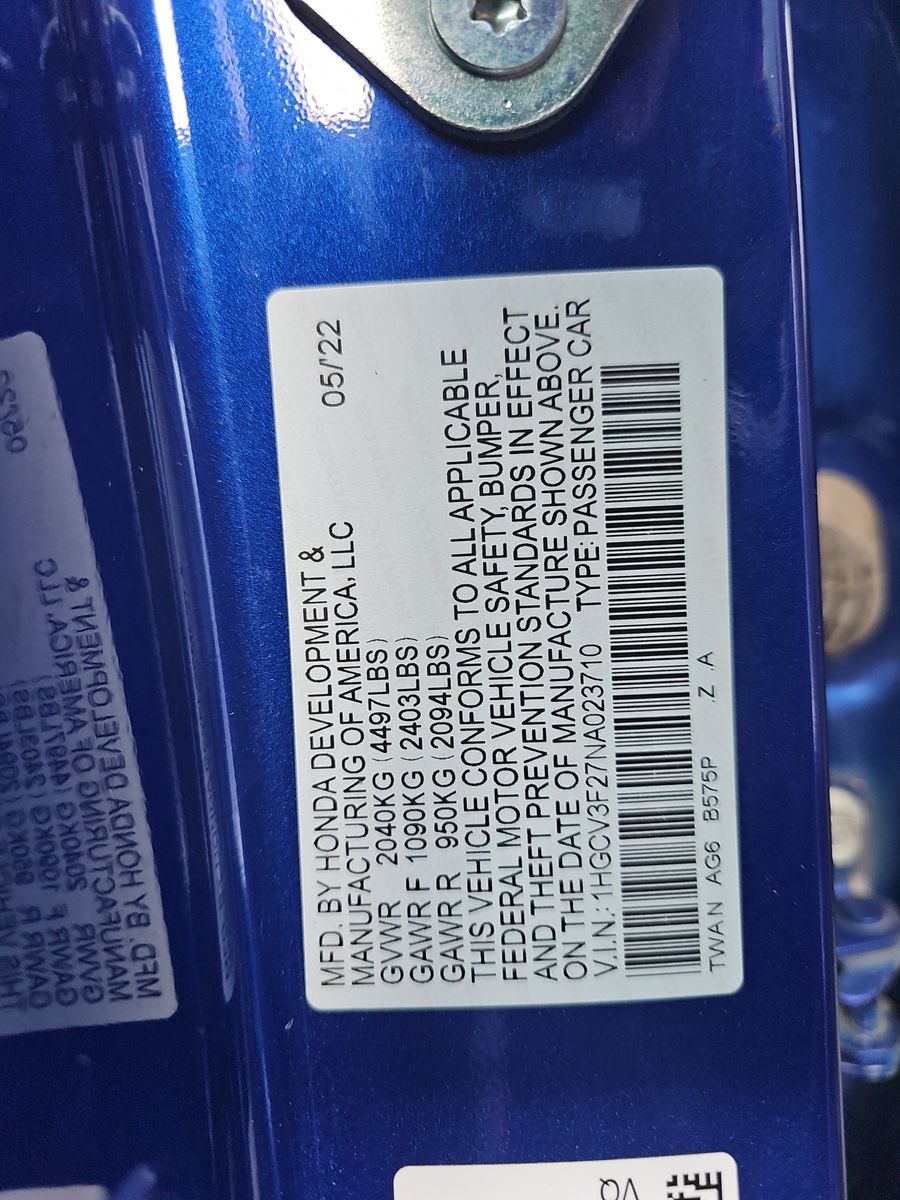 MFD. BY HONDA DEVELOPMENT &
MANUFACTURING OF AMERICA, LLC 05/'22
GVWR 2040KG (4497LBS)
GAWR F 1090KG (2403LBS)
GAWR R 950KG (2094LBS)
THIS VEHICLE CONFORMS TO ALL APPLICABLE
FEDERAL MOTOR VEHICLE SAFETY, BUMPER,
AND THEFT PREVENTION STANDARDS IN EFFECT
ON THE DATE OF MANUFACTURE SHOWN ABOVE.
V.I.N.: 1HGCV3F27NA023710 TYPE: PASSENGER CAR
TWAN AG6 B575P Z A